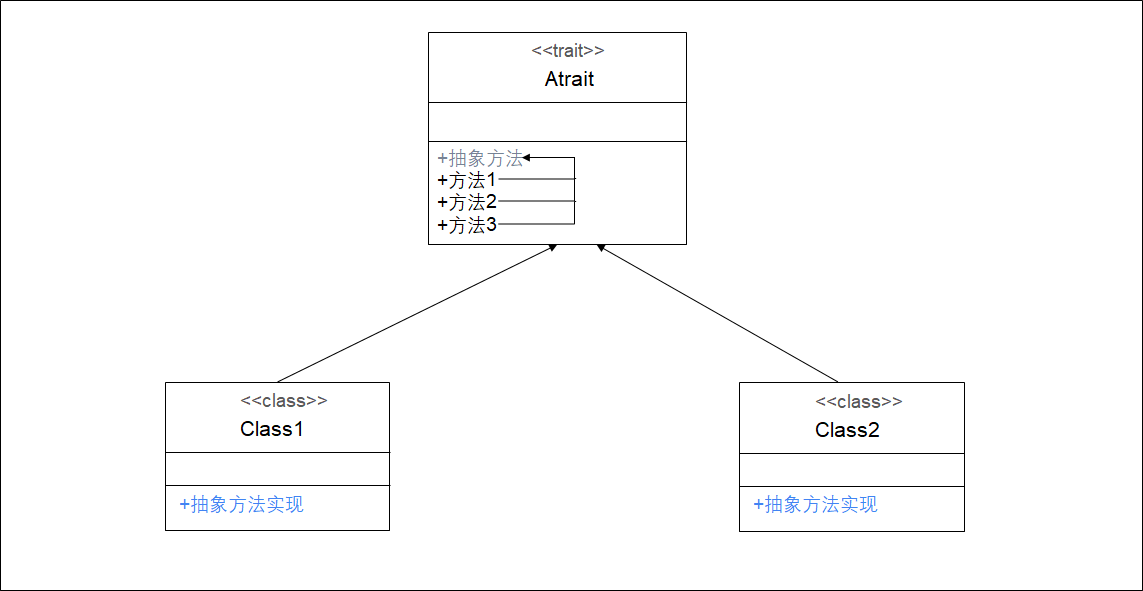 <<trait>>
Atrait
+抽象方法
+方法1
+方法2
+方法3
<<class>>
Class1
+抽象方法实现
<<class>>
Class2
+抽象方法实现